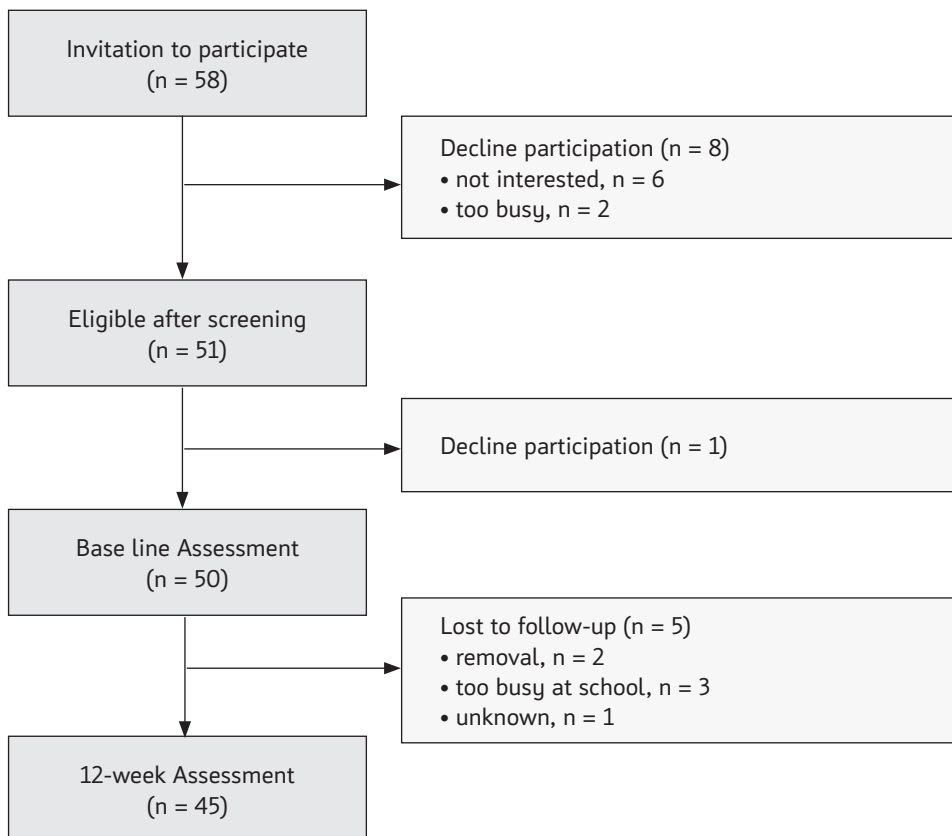 Invitation to participate
(n = 58)
Decline participation (n = 8)
• not interested, n = 6
• too busy, n = 2
Eligible after screening
(n = 51)
Decline participation (n = 1)
Base line Assessment
(n = 50)
Lost to follow-up (n = 5)
• removal, n = 2
• too busy at school, n = 3
• unknown, n = 1
12-week Assessment
(n = 45)